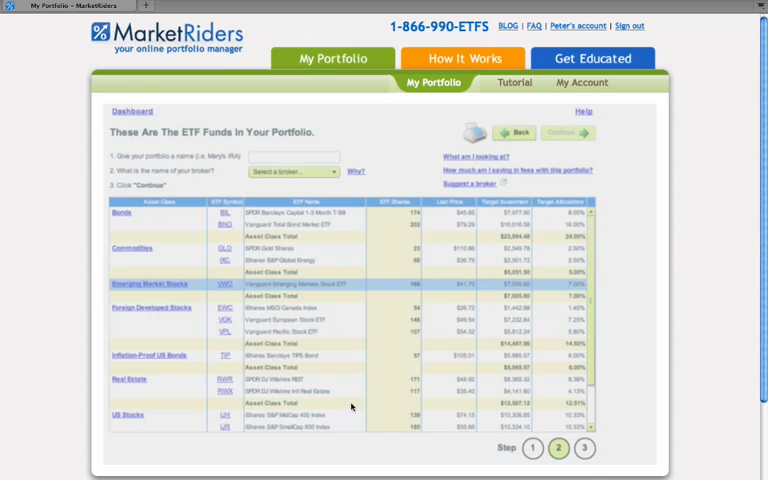 My Portfolio – MarketRiders
MarketRiders
your online portfolio manager
1-866-990-ETFS BLOG | FAQ | Peter's account | Sign out
My Portfolio How It Works Get Educated
My Portfolio Tutorial My Account
Dashboard Help
These Are The ETF Funds In Your Portfolio.
Back Continue
1. Give your portfolio a name (i.e. Mary's IRA)
What am I looking at?
2. What is the name of your broker? Select a broker... Why?
How much am I saving in fees with this portfolio?
3. Click "Continue"
Suggest a broker
Asset Class ETF Symbol ETF Name ETF Shares Last Price Target Investment Target Allocations
Bonds BIL SPDR Barclays Capital 1-3 Month T-Bill 174 $45.85 $7,977.90 8.00%
BND Vanguard Total Bond Market ETF 202 $79.29 $16,016.58 16.00%
Asset Class Total $23,994.48 24.00%
Commodities GLD SPDR Gold Shares 23 $110.86 $2,549.78 2.50%
IXC iShares S&P Global Energy 68 $36.79 $2,501.72 2.50%
Asset Class Total $5,051.50 5.00%
Emerging Market Stocks VWO Vanguard Emerging Markets Stock ETF 168 $41.70 $7,005.60 7.00%
Asset Class Total $7,005.60 7.00%
Foreign Developed Stocks EWC iShares MSCI Canada Index 54 $26.72 $1,442.88 1.45%
VGK Vanguard European Stock ETF 146 $49.54 $7,232.84 7.25%
VPL Vanguard Pacific Stock ETF 107 $54.32 $5,812.24 5.80%
Asset Class Total $14,487.96 14.50%
Inflation-Proof US Bonds TIP iShares Barclays TIPS Bond 57 $105.01 $5,985.57 6.00%
Asset Class Total $5,985.57 6.00%
Real Estate RWR SPDR DJ Wilshire REIT 171 $48.92 $8,365.32 8.38%
RWX SPDR DJ Wilshire Intl Real Estate 117 $35.40 $4,141.80 4.13%
Asset Class Total $12,507.12 12.51%
US Stocks IJH iShares S&P MidCap 400 Index 139 $74.15 $10,306.85 10.33%
IJR iShares S&P SmallCap 600 Index 185 $55.86 $10,334.10 10.33%
Step 1 2 3